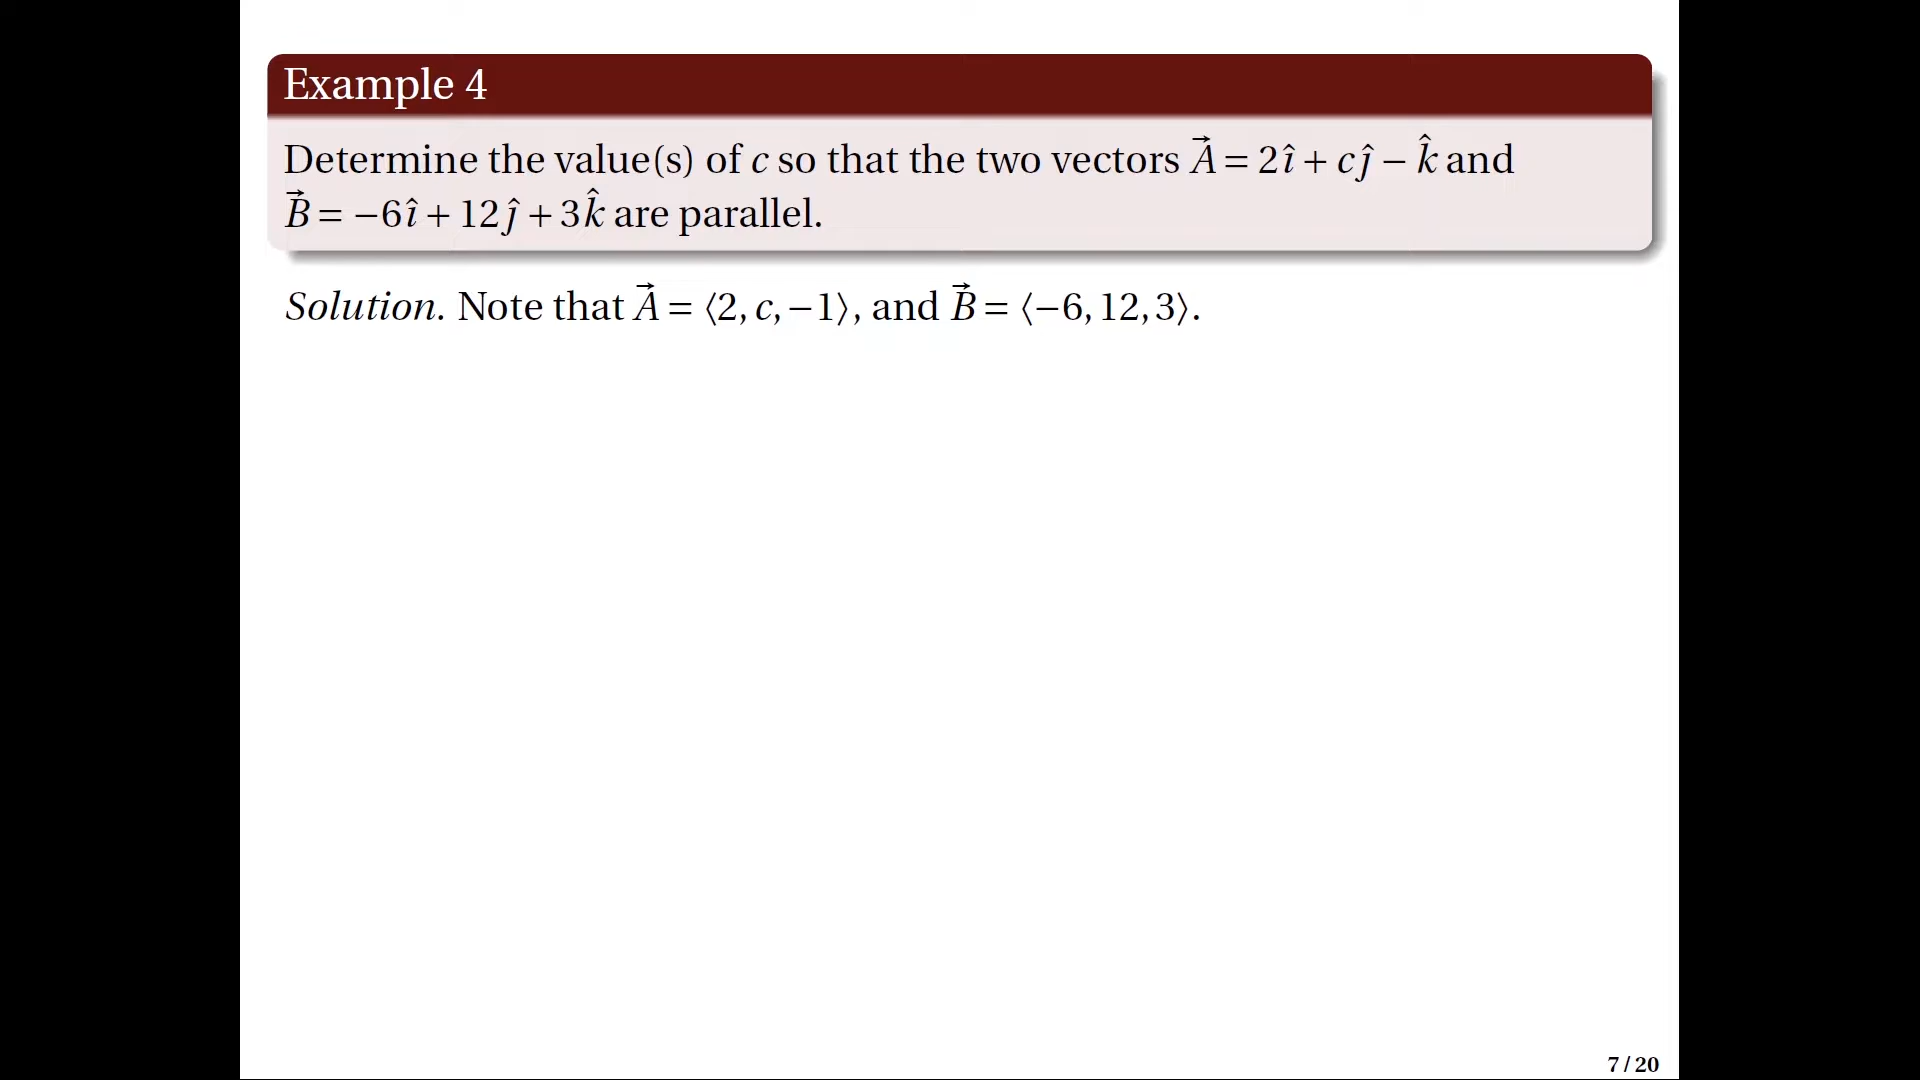 Example 4
Determine the value(s) of c so that the two vectors A⃗ = 2î + cĵ − k̂ and
B⃗ = −6î + 12ĵ + 3k̂ are parallel.
Solution. Note that A⃗ = ⟨2, c, −1⟩, and B⃗ = ⟨−6, 12, 3⟩.
7 / 20